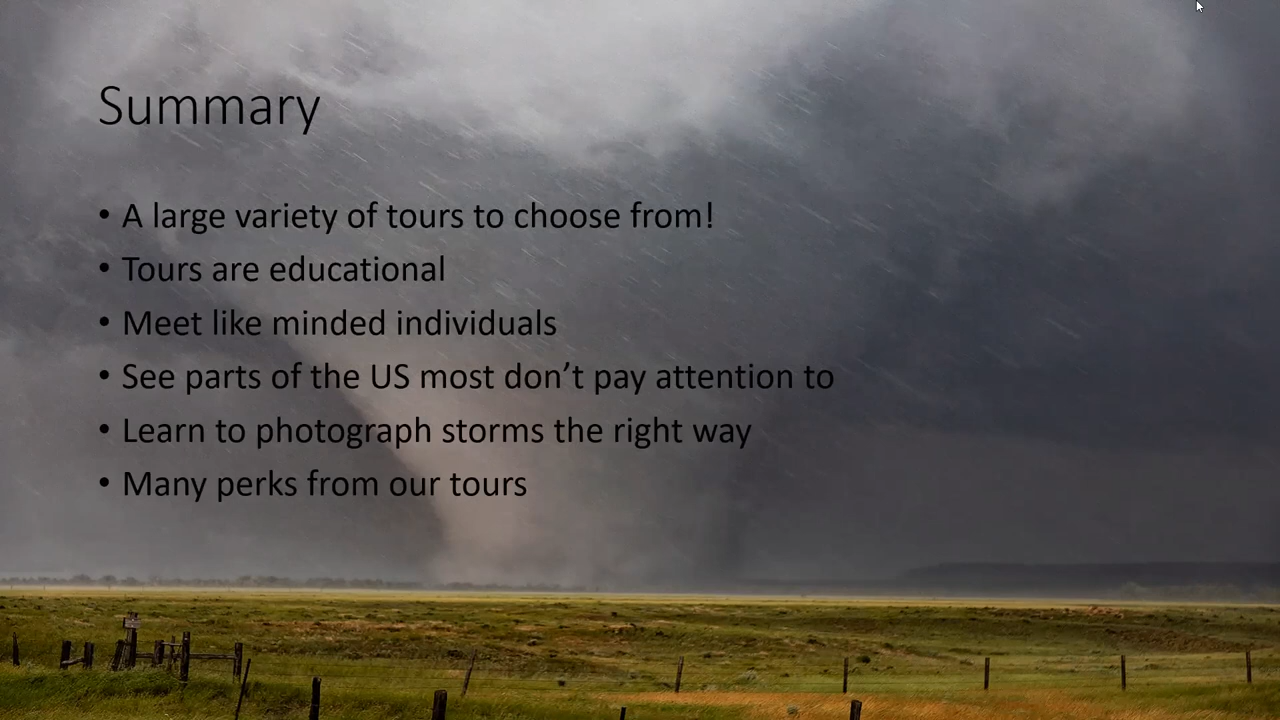 Summary
• A large variety of tours to choose from!
• Tours are educational
• Meet like minded individuals
• See parts of the US most don’t pay attention to
• Learn to photograph storms the right way
• Many perks from our tours